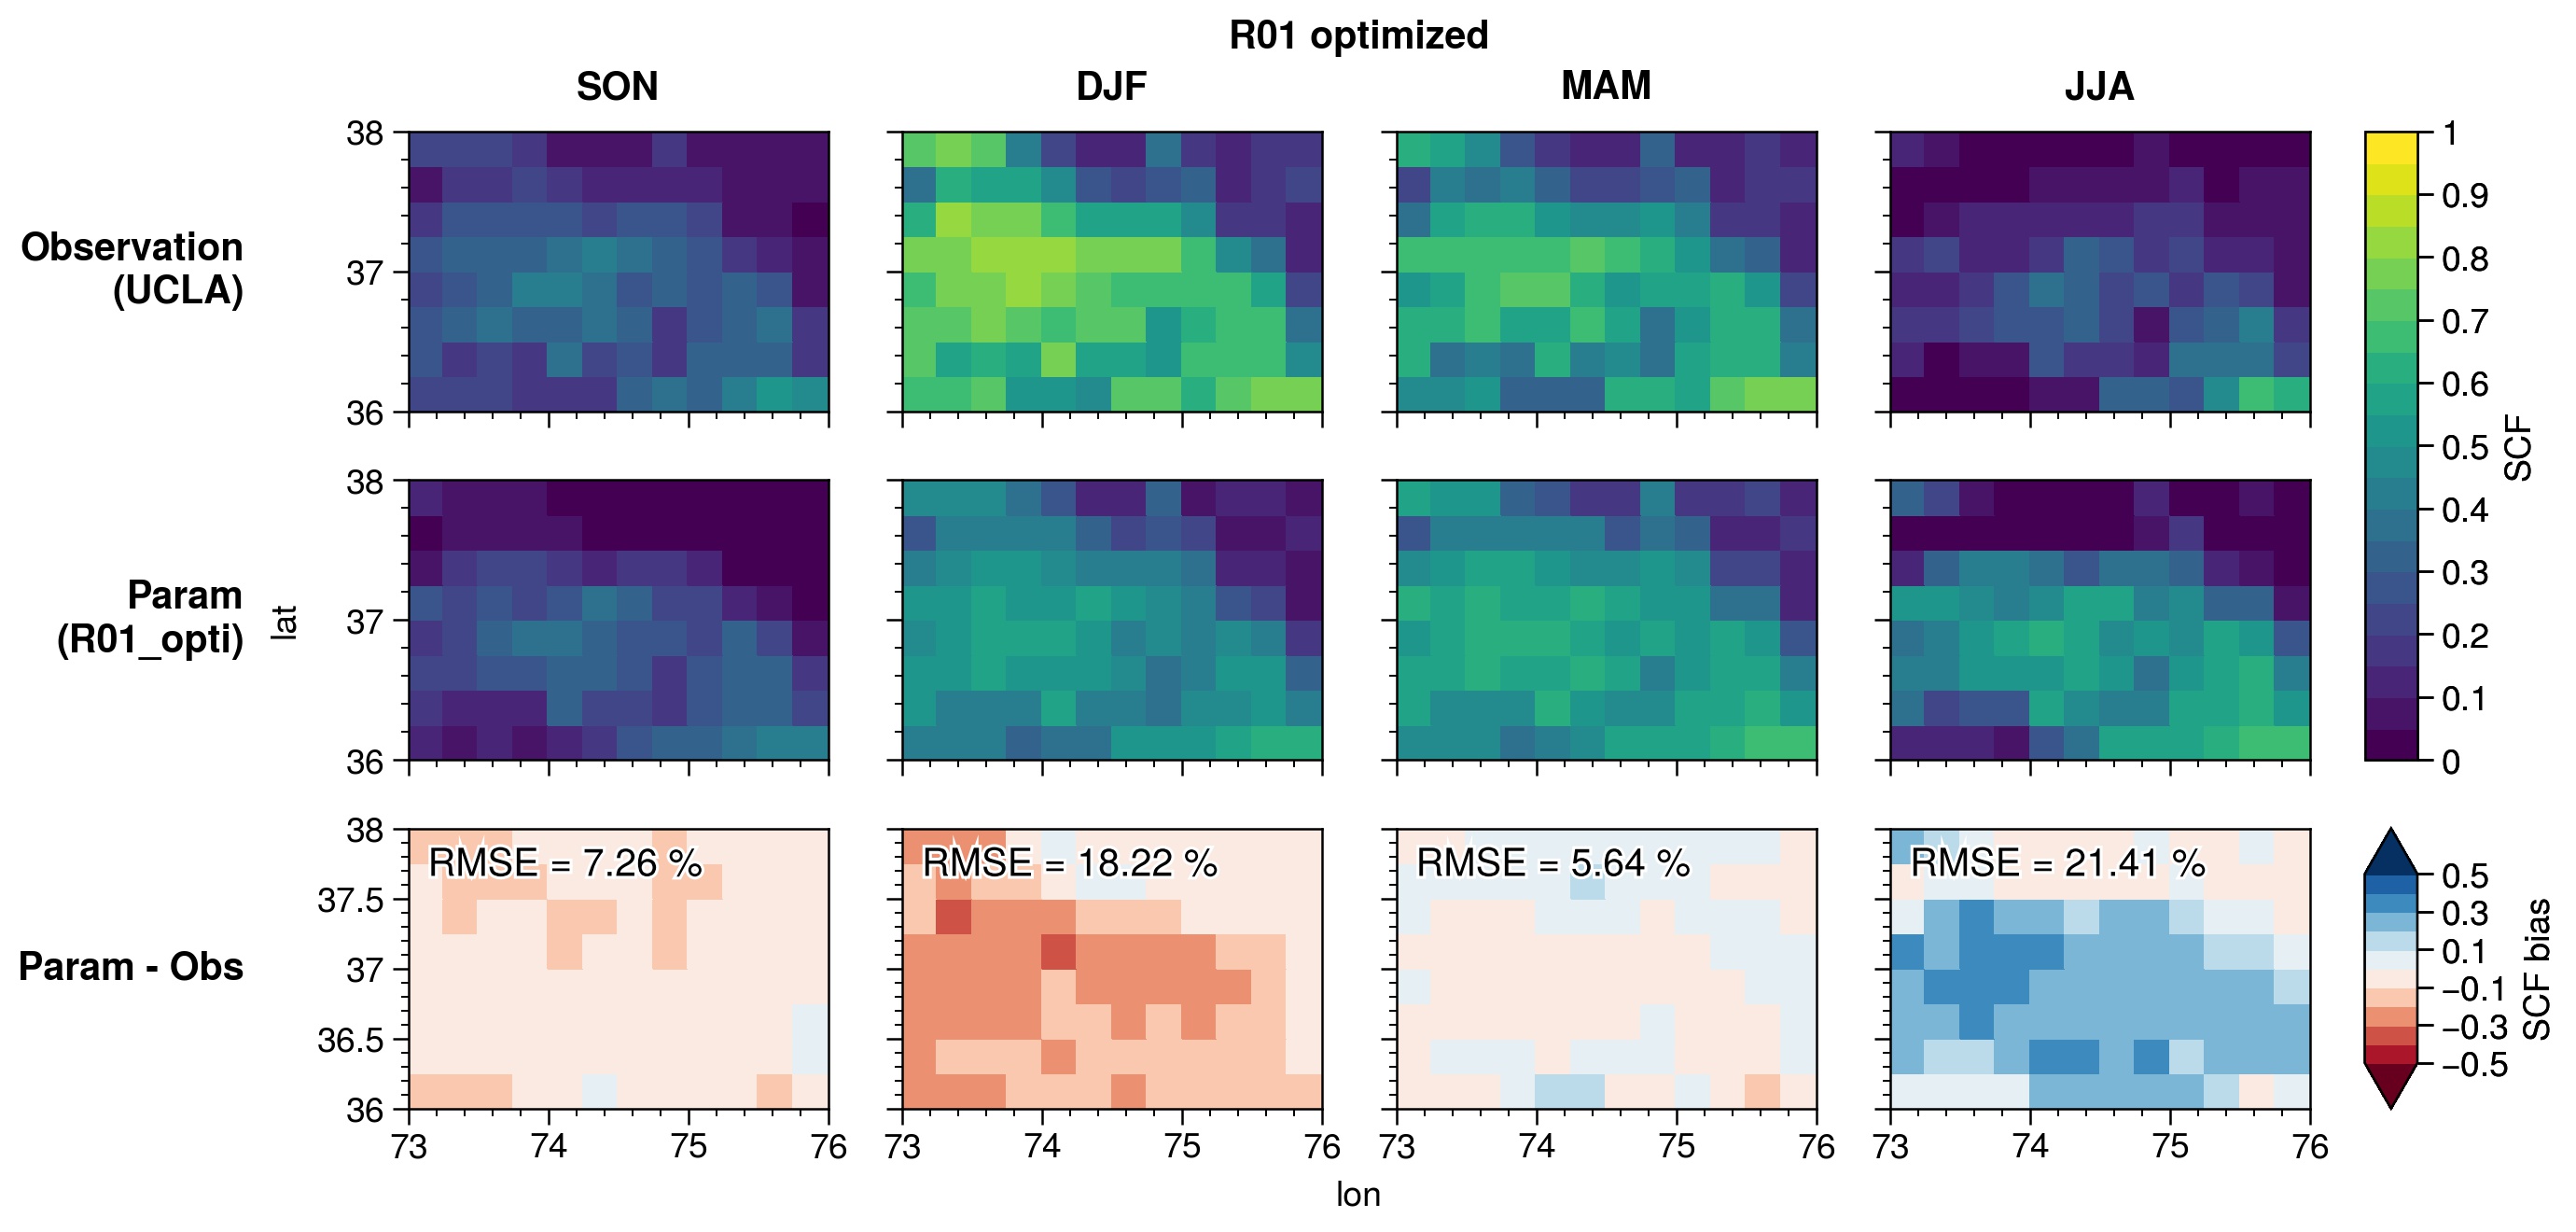 R01 optimized
SON DJF MAM JJA
Observation
(UCLA)
38
37
36
1
0.9
0.8
0.7
0.6
0.5
0.4
0.3
0.2
0.1
0
SCF
Param
(R01_opti)
lat
38
37
36
Param - Obs
38
37.5
37
36.5
36
RMSE = 7.26 %
RMSE = 18.22 %
RMSE = 5.64 %
RMSE = 21.41 %
0.5
0.3
0.1
−0.1
−0.3
−0.5
SCF bias
73 74 75 76
73 74 75 76
73 74 75 76
73 74 75 76
lon